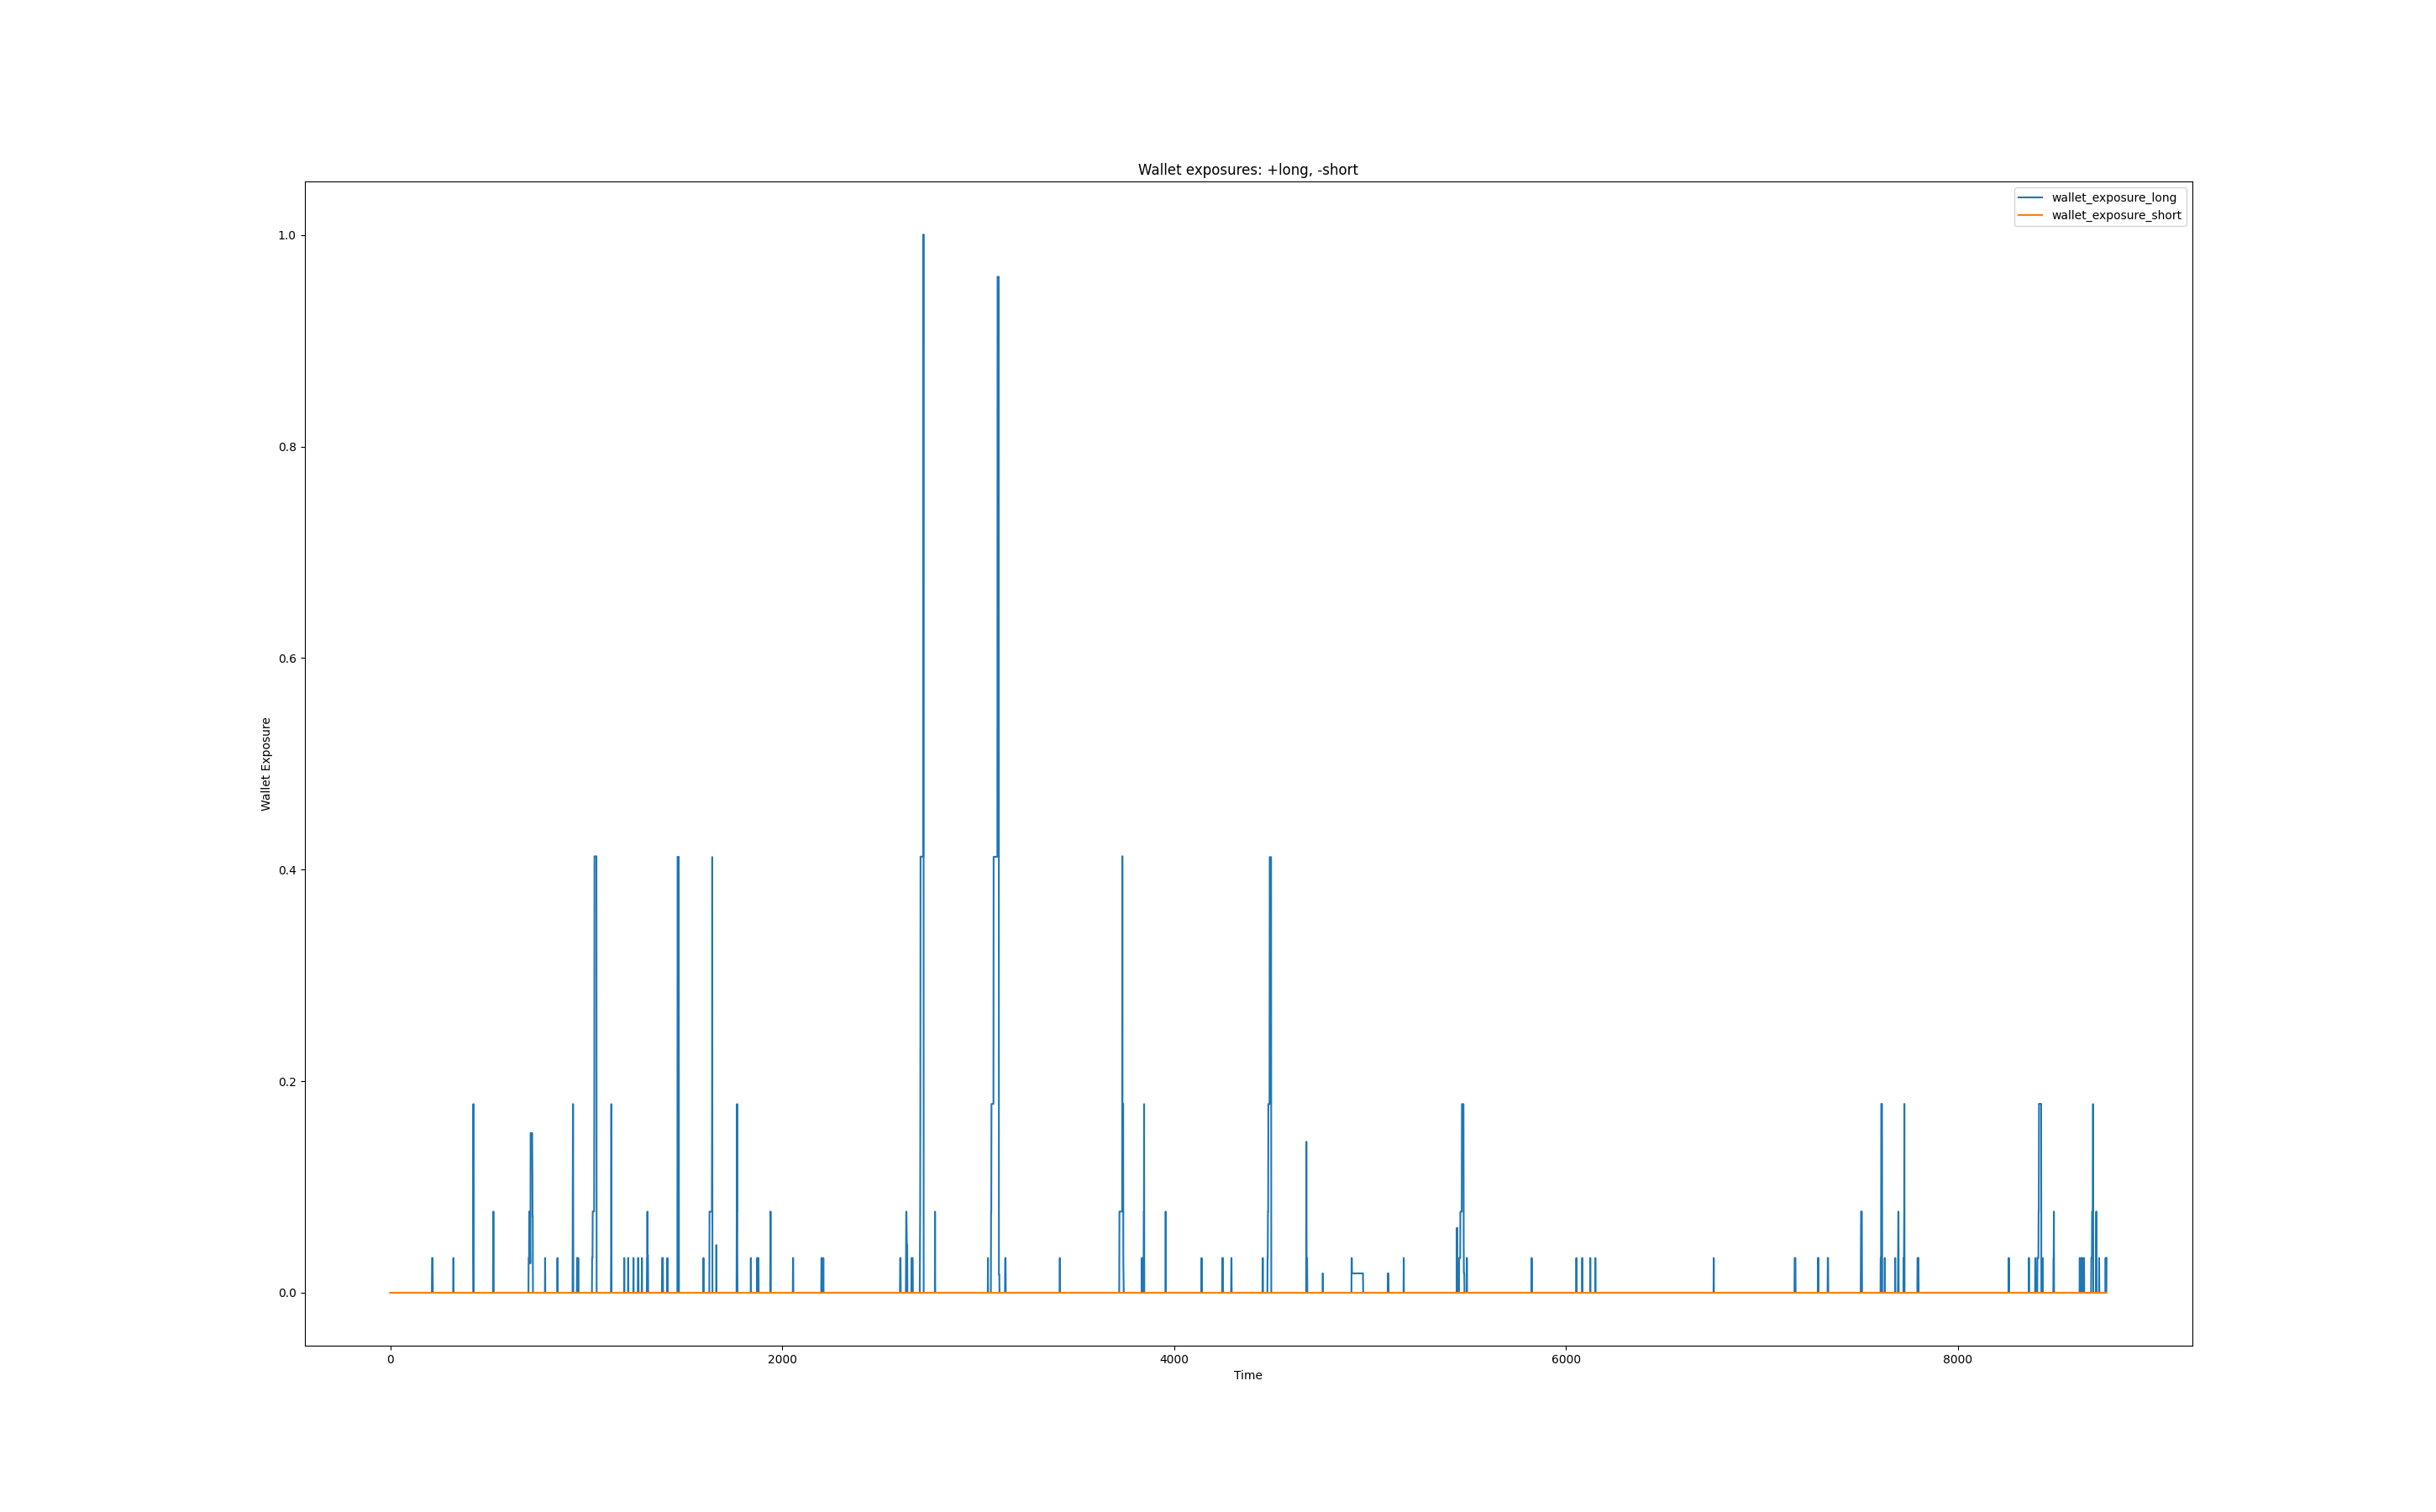 Wallet exposures: +long, -short
wallet_exposure_long
wallet_exposure_short
1.0
0.8
0.6
0.4
0.2
0.0
Wallet Exposure
0 2000 4000 6000 8000
Time